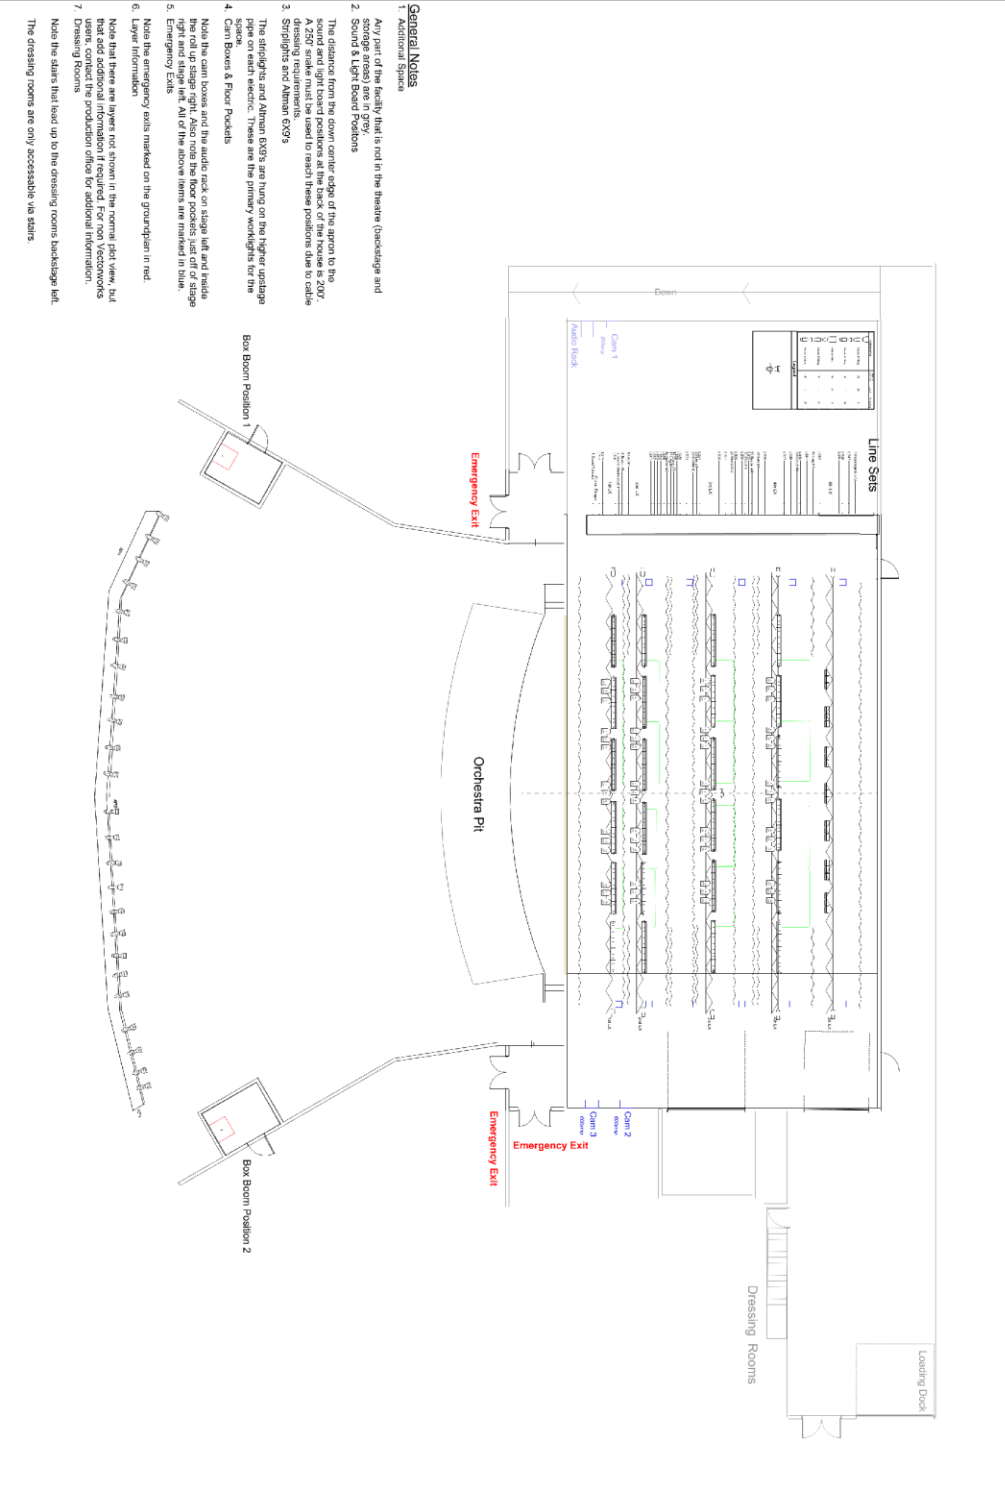 General Notes
1. Additional Space
Any part of the facility that is not in the theatre (backstage and
storage areas) are in grey.
2. Sound & Light Board Positons
The distance from the down center edge of the apron to the
sound and light board positions at the back of the house is 200'.
A 250' snake must be used to reach these positions due to cable
dressing requirements.
3. Striplights and Altman 6X9's
The striplights and Altman 6X9's are hung on the higher upstage
pipe on each electric. These are the primary worklights for the
space.
4. Cam Boxes & Floor Pockets
Note the cam boxes and the audio rack on stage left and inside
the roll up stage right. Also note the floor pockets just off of stage
right and stage left. All of the above items are marked in blue.
5. Emergency Exits
Note the emergency exits marked on the groundplan in red.
6. Layer Information
Note that there are layers not shown in the normal plot view, but
that add additional information if required. For non Vectorworks
users, contact the production office for addional information.
7. Dressing Rooms
Note the stairs that lead up to the dressing rooms backstage left.
The dressing rooms are only accessable via stairs.
Down
Cam 1
Audio Rack
Legend
Line Sets
Box Boom Position 1
Emergency Exit
Orchestra Pit
Cam 2
Cam 3
Emergency Exit
Emergency Exit
Box Boom Position 2
Dressing Rooms
Loading Dock